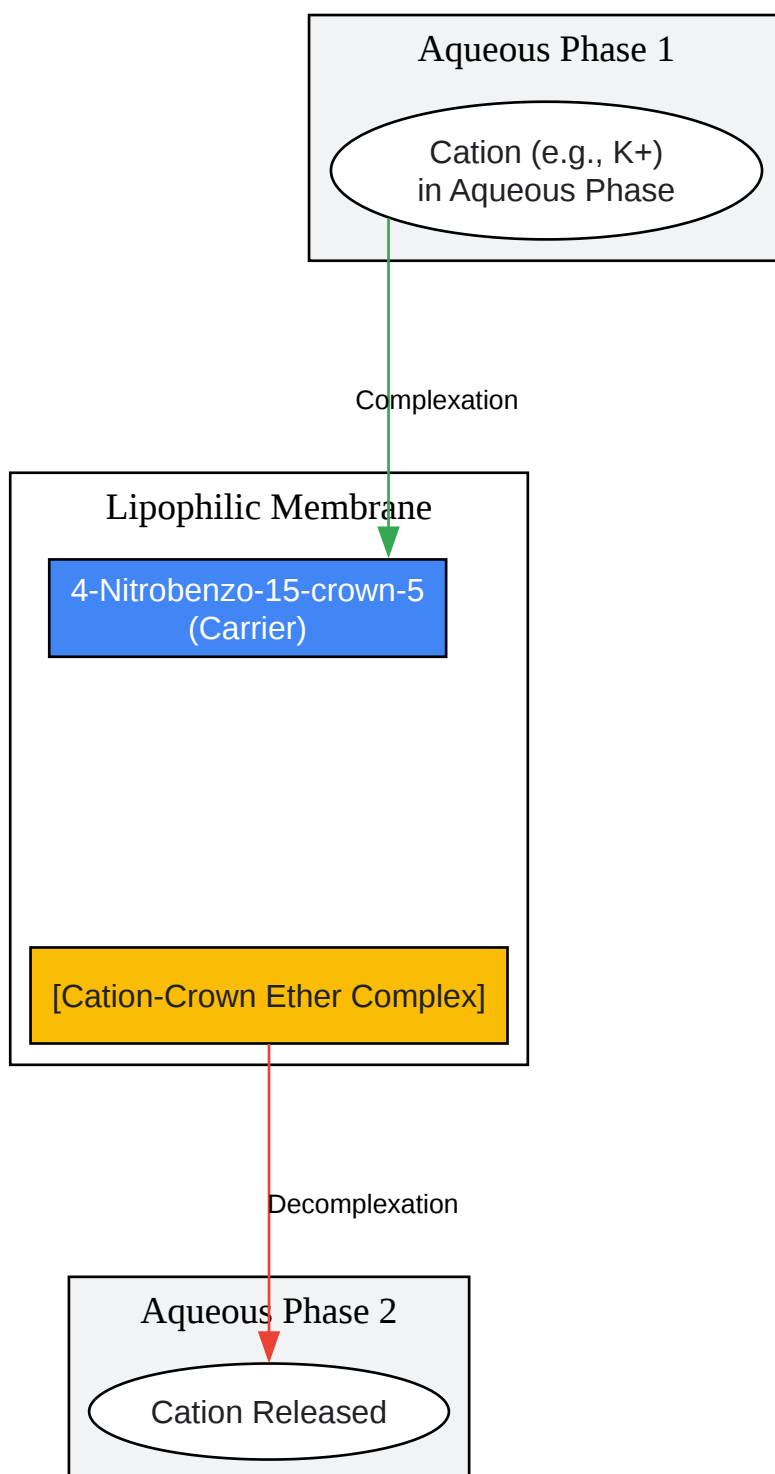 Aqueous Phase 1
Cation (e.g., K+)
in Aqueous Phase
Complexation
Lipophilic Membrane
4-Nitrobenzo-15-crown-5
(Carrier)
[Cation-Crown Ether Complex]
Decomplexation
Aqueous Phase 2
Cation Released